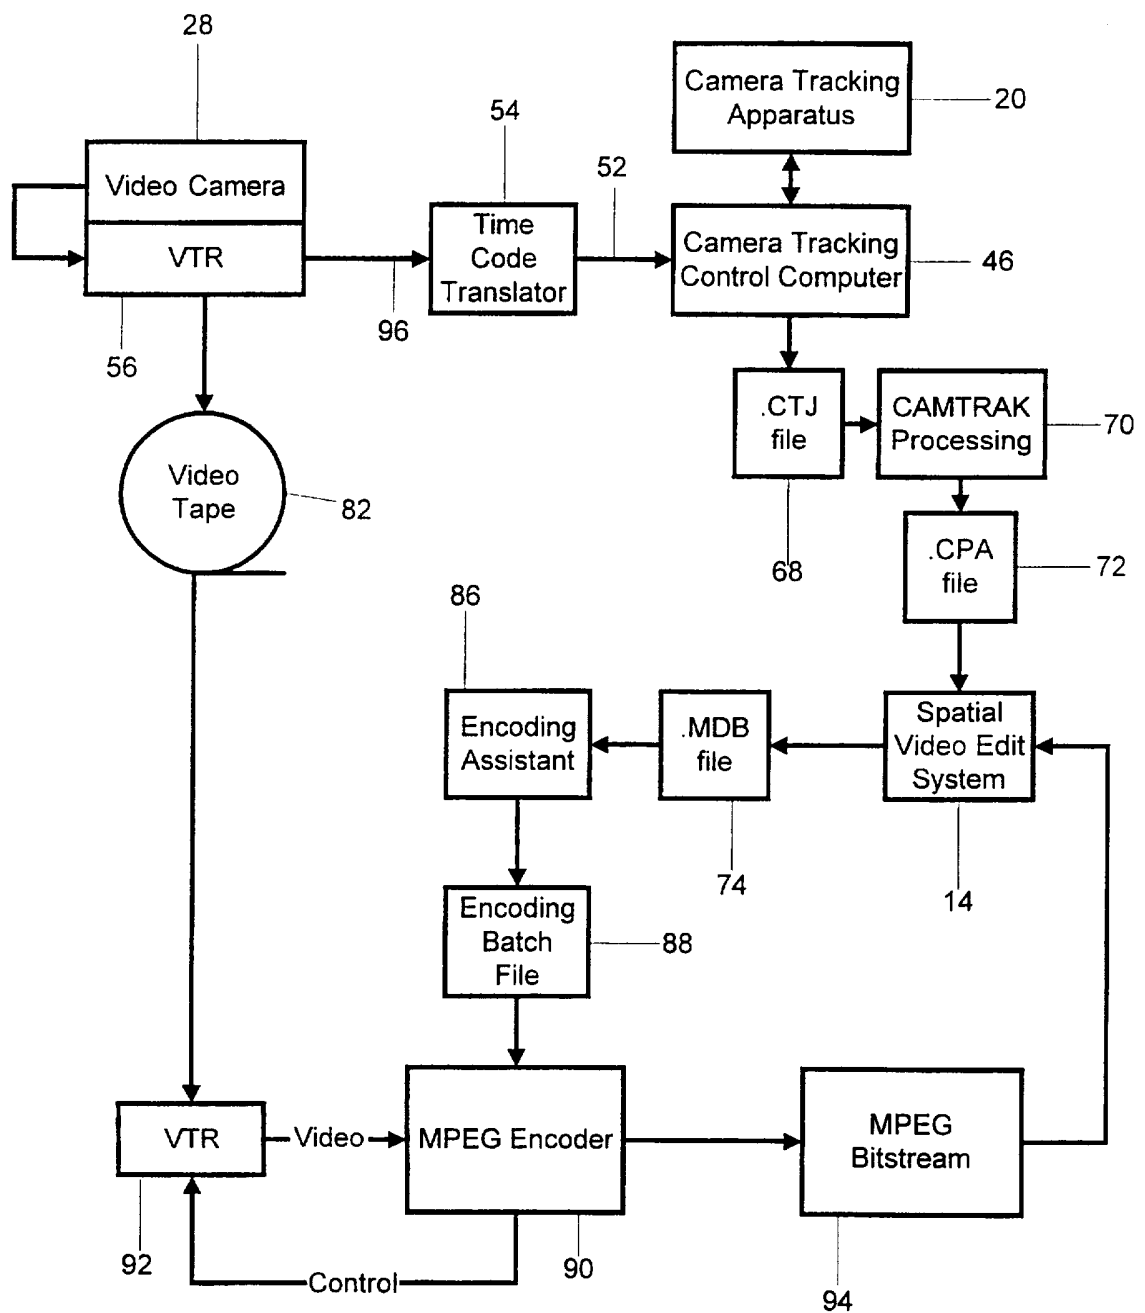 28
Camera Tracking
Apparatus
20
54
52
Video Camera
VTR
Time
Code
Translator
Camera Tracking
Control Computer
46
96
56
.CTJ
file
CAMTRAK
Processing
70
Video
Tape
82
68
.CPA
file
72
86
Encoding
Assistant
.MDB
file
Spatial
Video Edit
System
74
14
Encoding
Batch
File
88
VTR
Video
MPEG Encoder
MPEG
Bitstream
92
Control
90
94